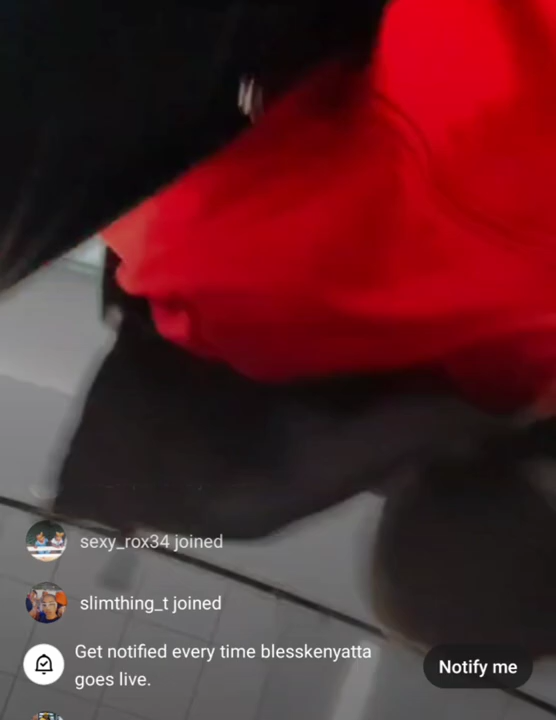 sexy_rox34 joined
slimthing_t joined
Get notified every time blesskenyatta
goes live.
Notify me